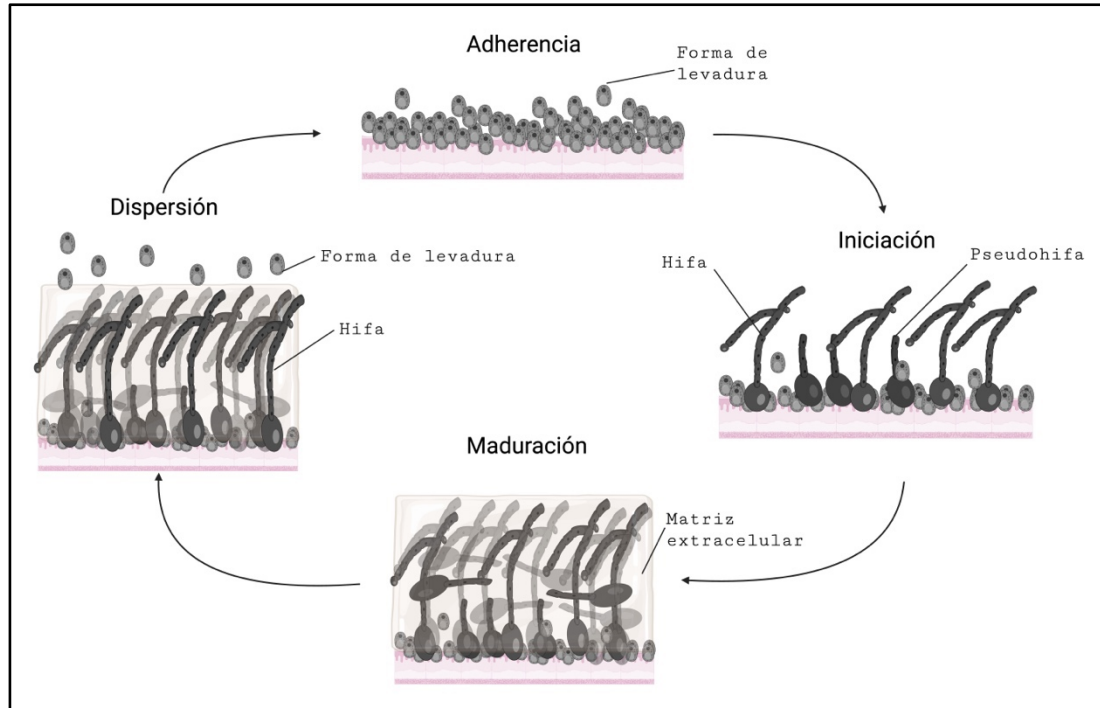 Adherencia
Forma de
levadura
Dispersión
Forma de levadura
Hifa
Iniciación
Hifa
Pseudohifa
Maduración
Matriz
extracelular